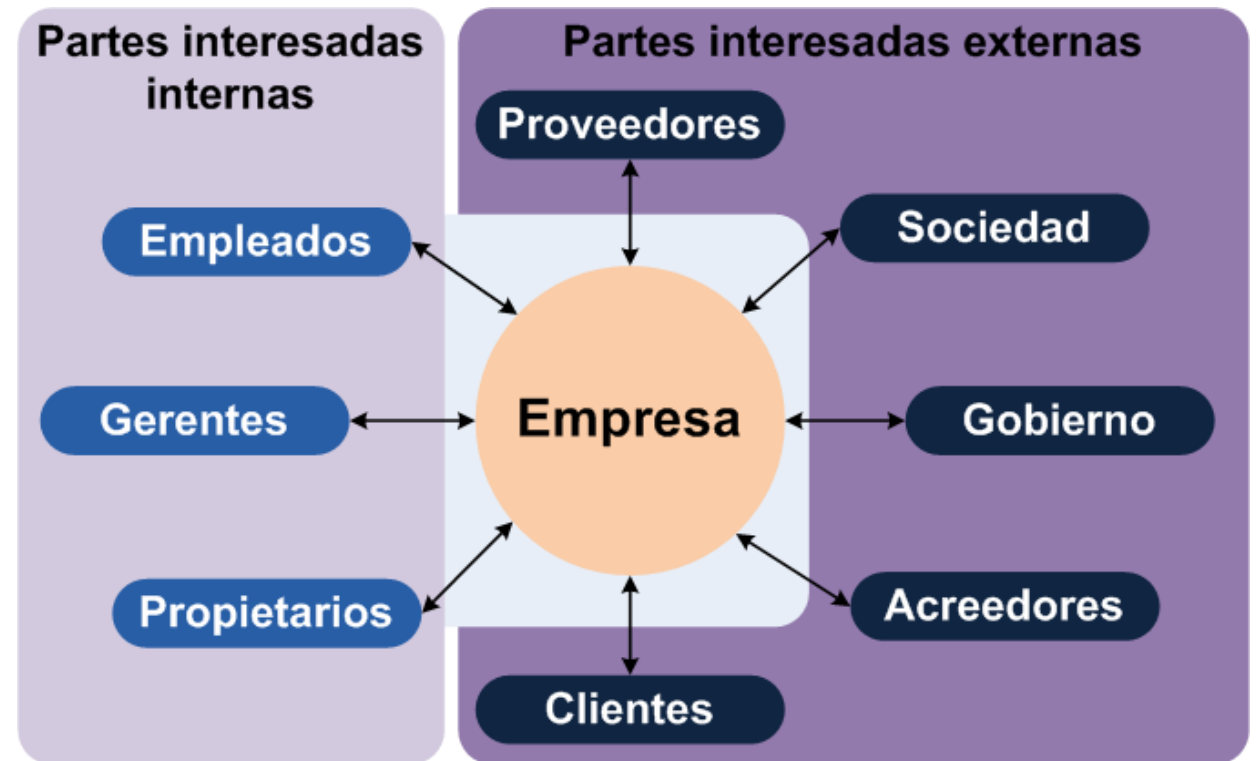 Partes interesadas
internas
Partes interesadas externas
Proveedores
Empleados
Sociedad
Gerentes
Empresa
Gobierno
Propietarios
Acreedores
Clientes